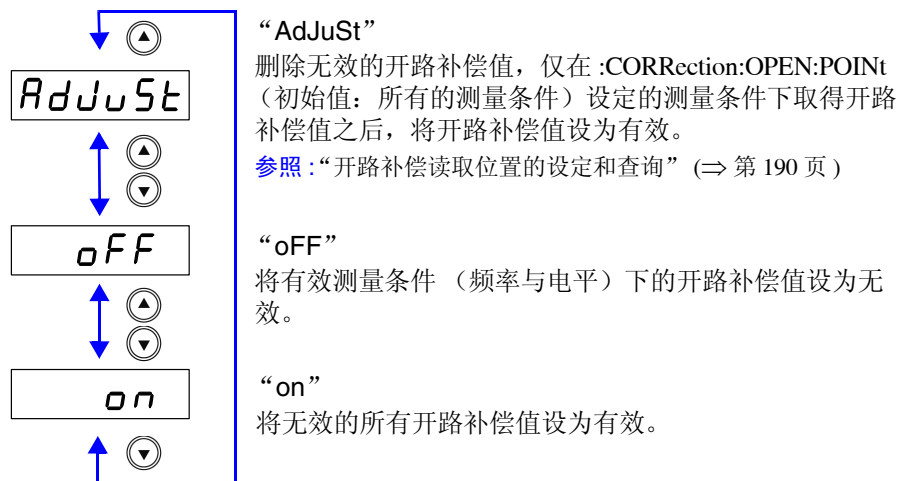 AdJuSt
“AdJuSt”
删除无效的开路补偿值，仅在 :CORRection:OPEN:POINt
（初始值：所有的测量条件）设定的测量条件下取得开路
补偿值之后，将开路补偿值设为有效。
参照 :“开路补偿读取位置的设定和查询” (⇒ 第 190 页 )
oFF
“oFF”
将有效测量条件 （频率与电平）下的开路补偿值设为无
效。
on
“on”
将无效的所有开路补偿值设为有效。